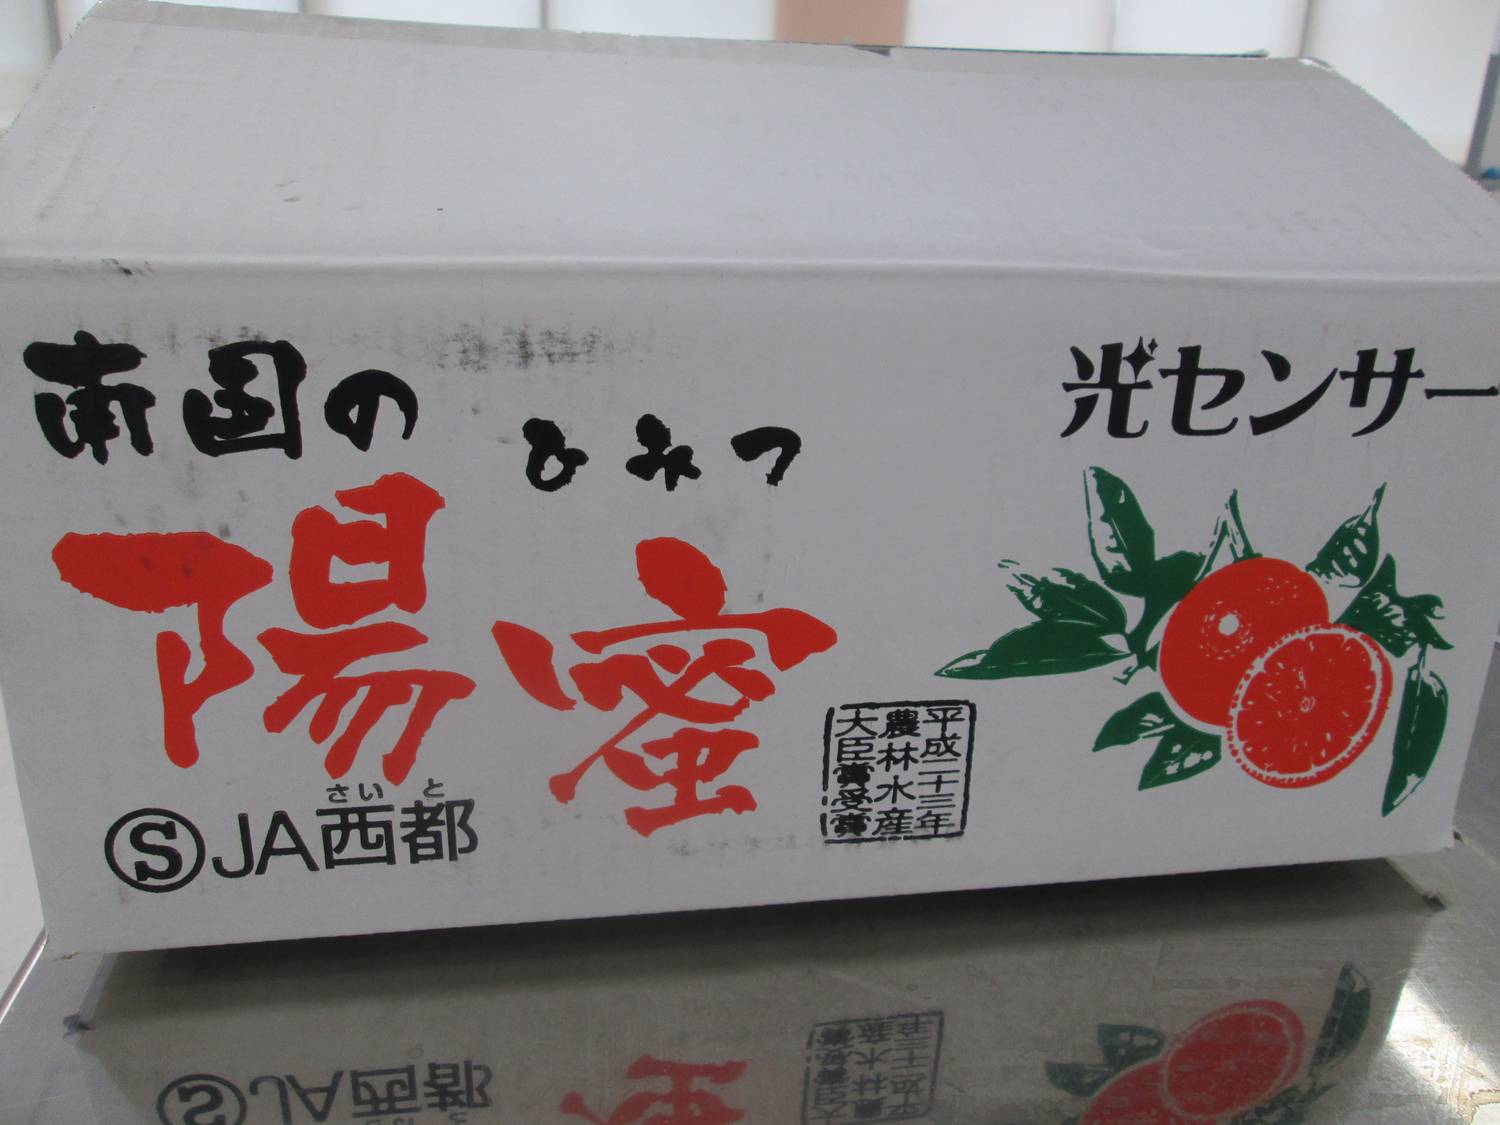 南国の
ひみつ
陽蜜
さいと
Ⓢ JA西都
平成二十三年
農林水産
大臣賞受賞
光センサー